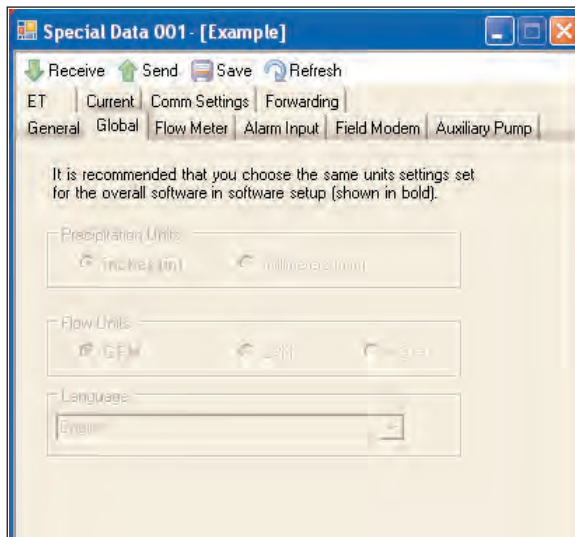 Special Data 001 - [Example]
Receive Send Save Refresh
ET Current Comm Settings Forwarding
General Global Flow Meter Alarm Input Field Modem Auxiliary Pump
It is recommended that you choose the same units settings set
for the overall software in software setup (shown in bold).
Precipitation Units
inches (in) millimeters (mm)
Flow Units
GPM
Language
English